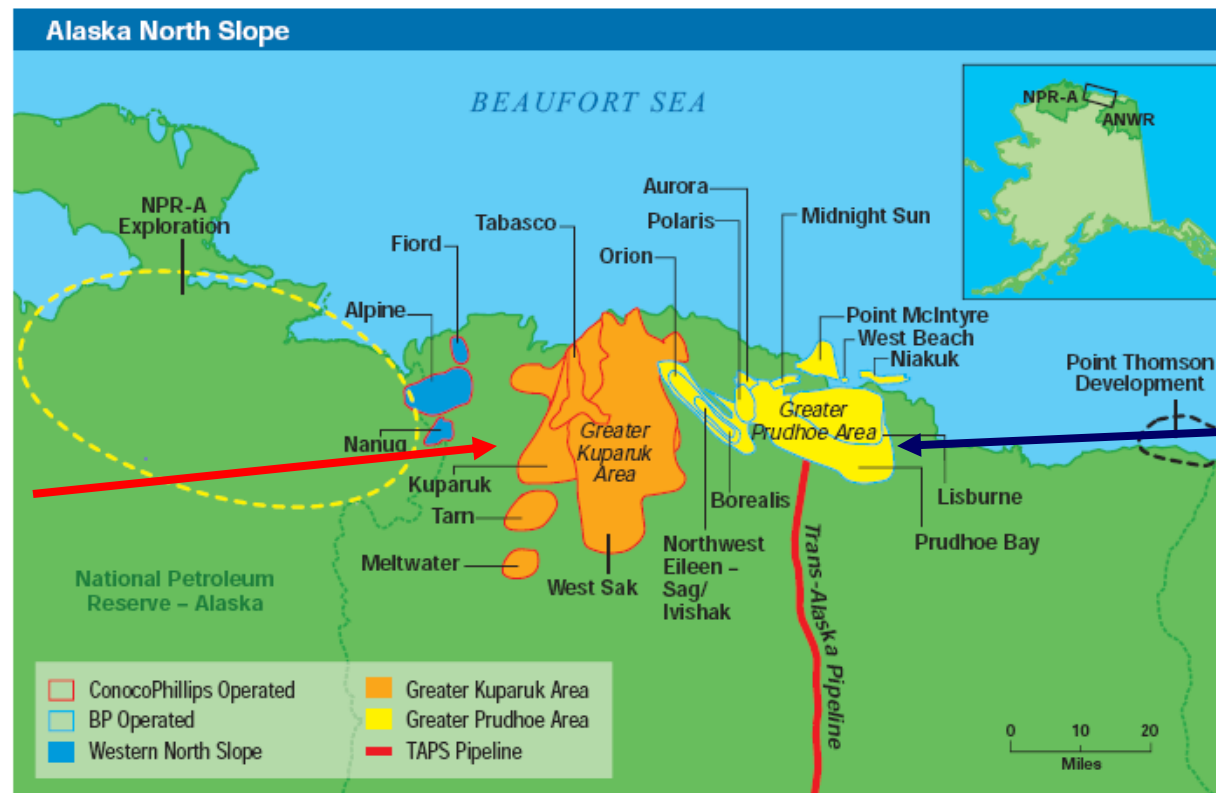 Alaska North Slope
BEAUFORT SEA
NPR-A
ANWR
NPR-A
Exploration
Fiord
Alpine
Nanuq
Tabasco
Aurora
Polaris
Orion
Midnight Sun
Point McIntyre
West Beach
Niakuk
Point Thomson
Development
Greater
Kuparuk
Area
Greater
Prudhoe Area
Kuparuk
Tarn
Meltwater
West Sak
Northwest
Eileen –
Sag/
Ivishak
Borealis
Lisburne
Prudhoe Bay
Trans-Alaska Pipeline
National Petroleum
Reserve – Alaska
ConocoPhillips Operated
BP Operated
Western North Slope
Greater Kuparuk Area
Greater Prudhoe Area
TAPS Pipeline
0 10 20
Miles